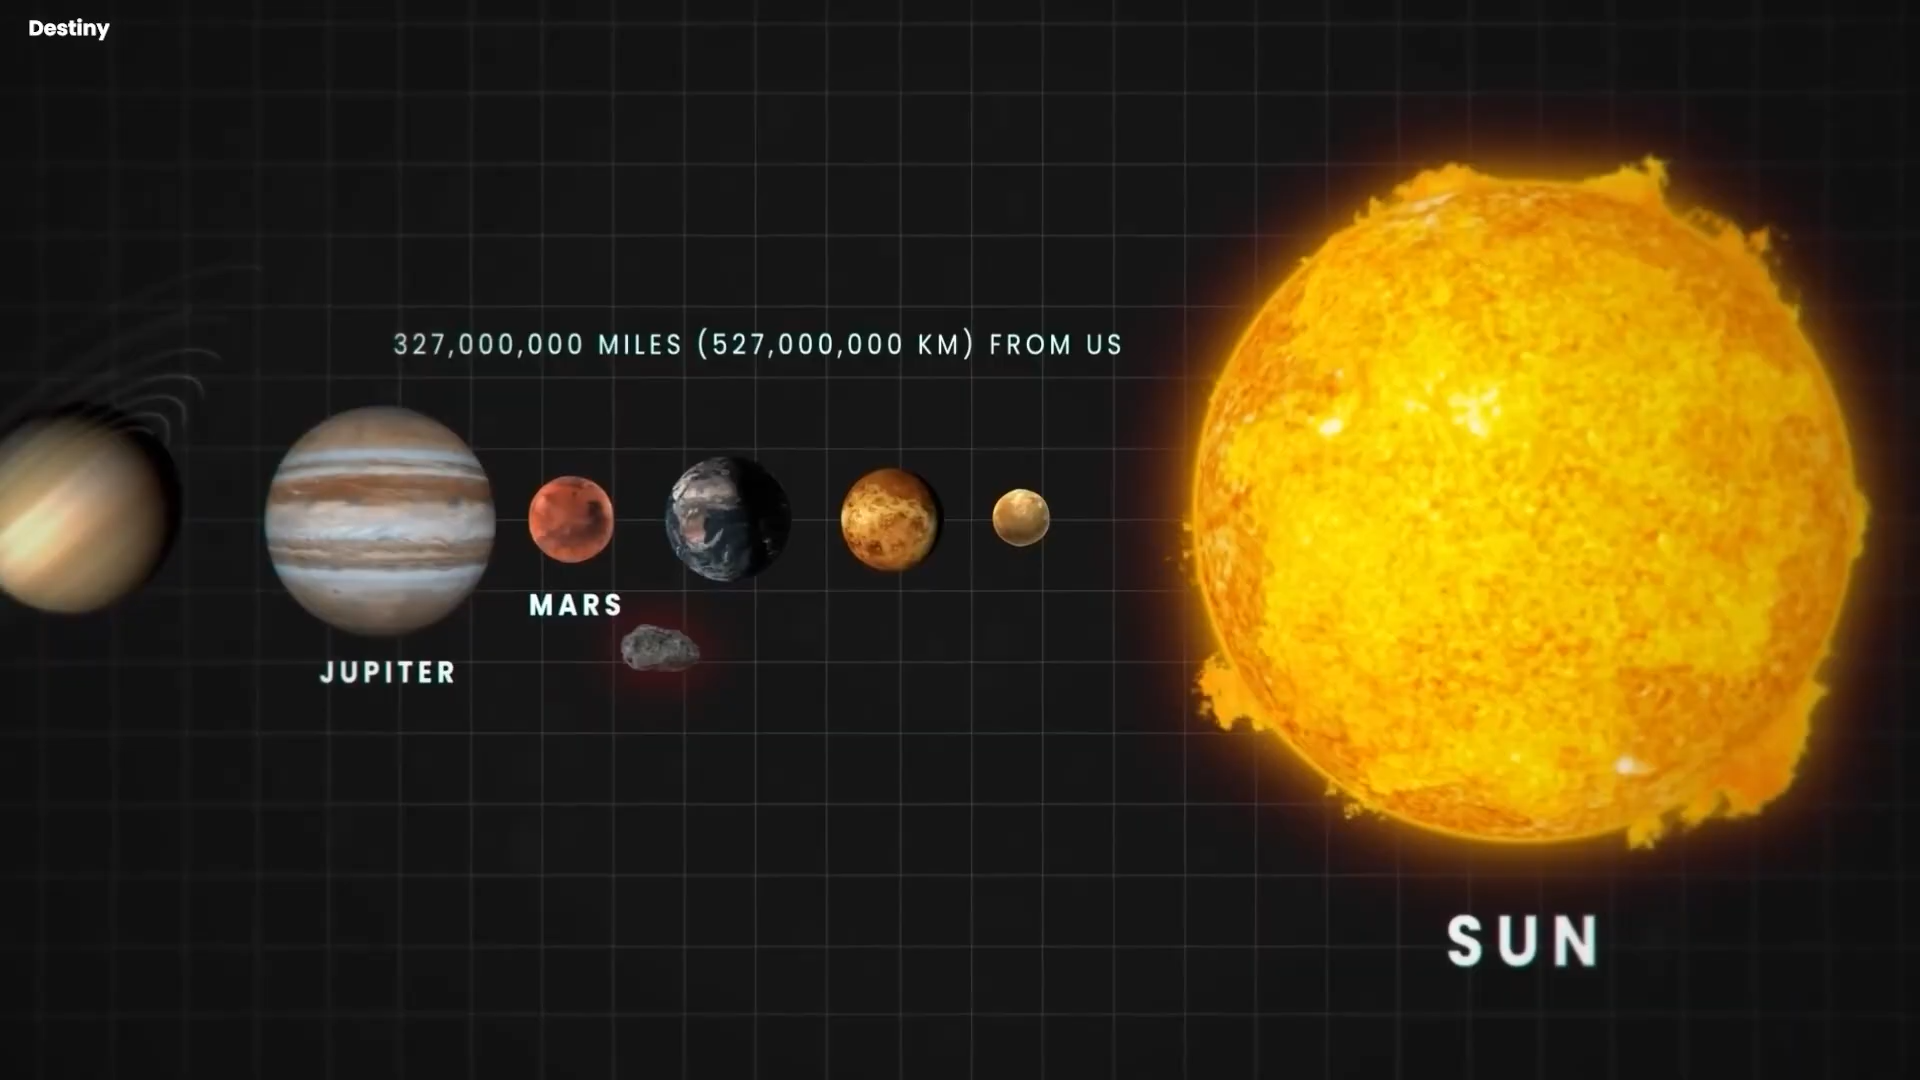 Destiny
327,000,000 MILES (527,000,000 KM) FROM US
MARS
JUPITER
SUN